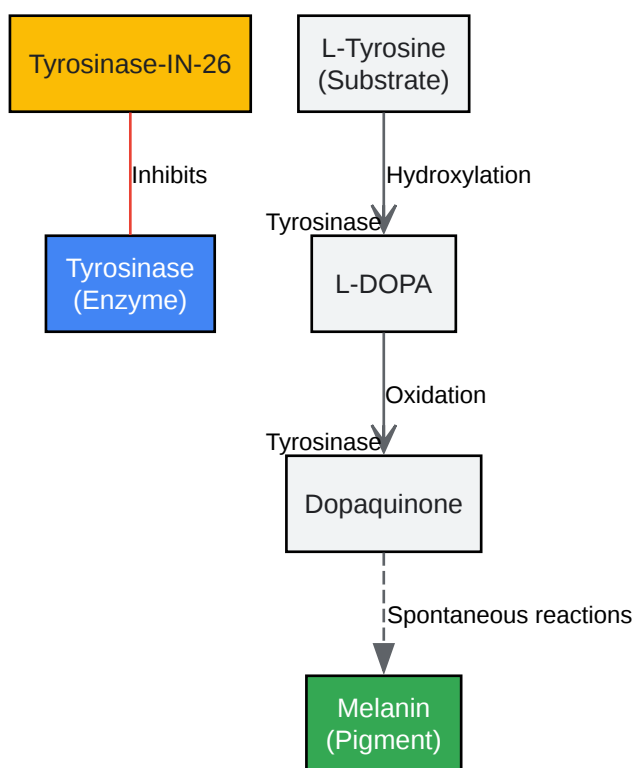 Tyrosinase-IN-26
L-Tyrosine
(Substrate)
Inhibits
Hydroxylation
Tyrosinase
Tyrosinase
(Enzyme)
L-DOPA
Oxidation
Tyrosinase
Dopaquinone
Spontaneous reactions
Melanin
(Pigment)